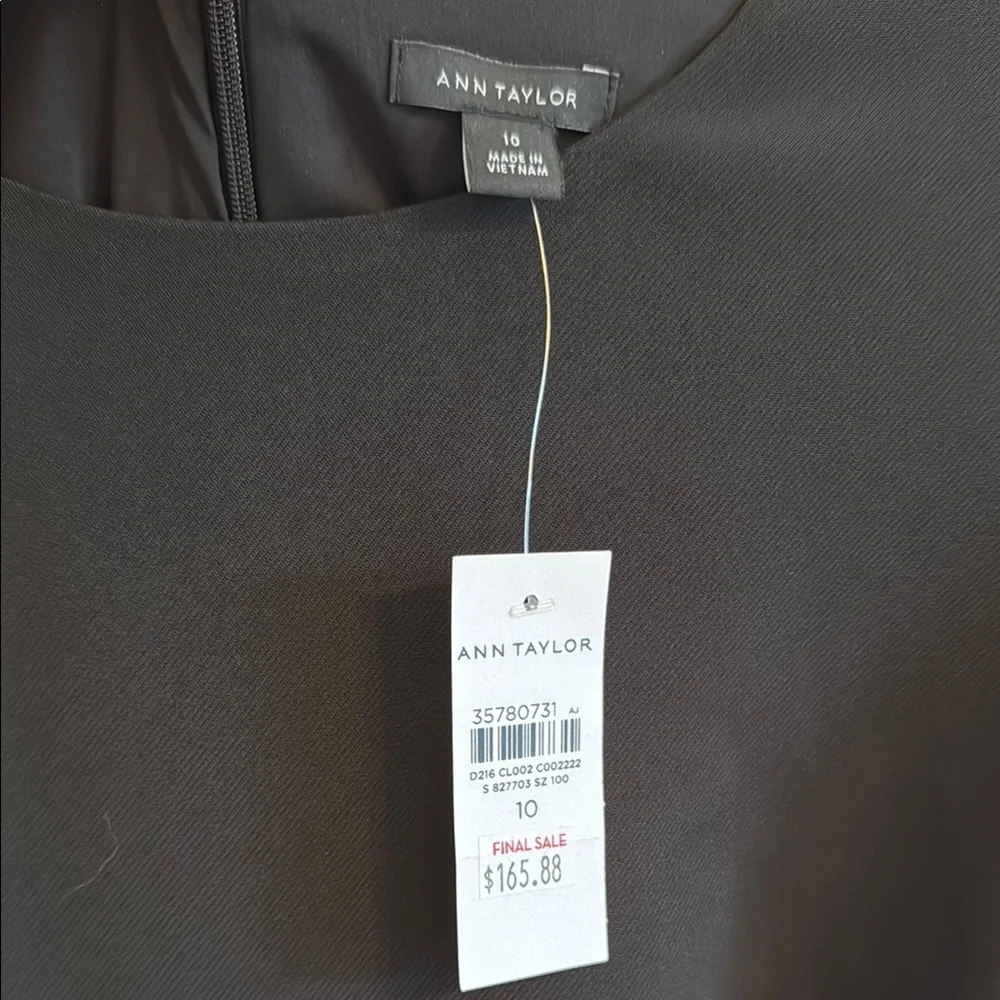 ANN TAYLOR
10
MADE IN
VIETNAM
ANN TAYLOR
35780731 AJ
D216 CL002 C002222
S 827703 SZ 100
10
FINAL SALE
$165.88